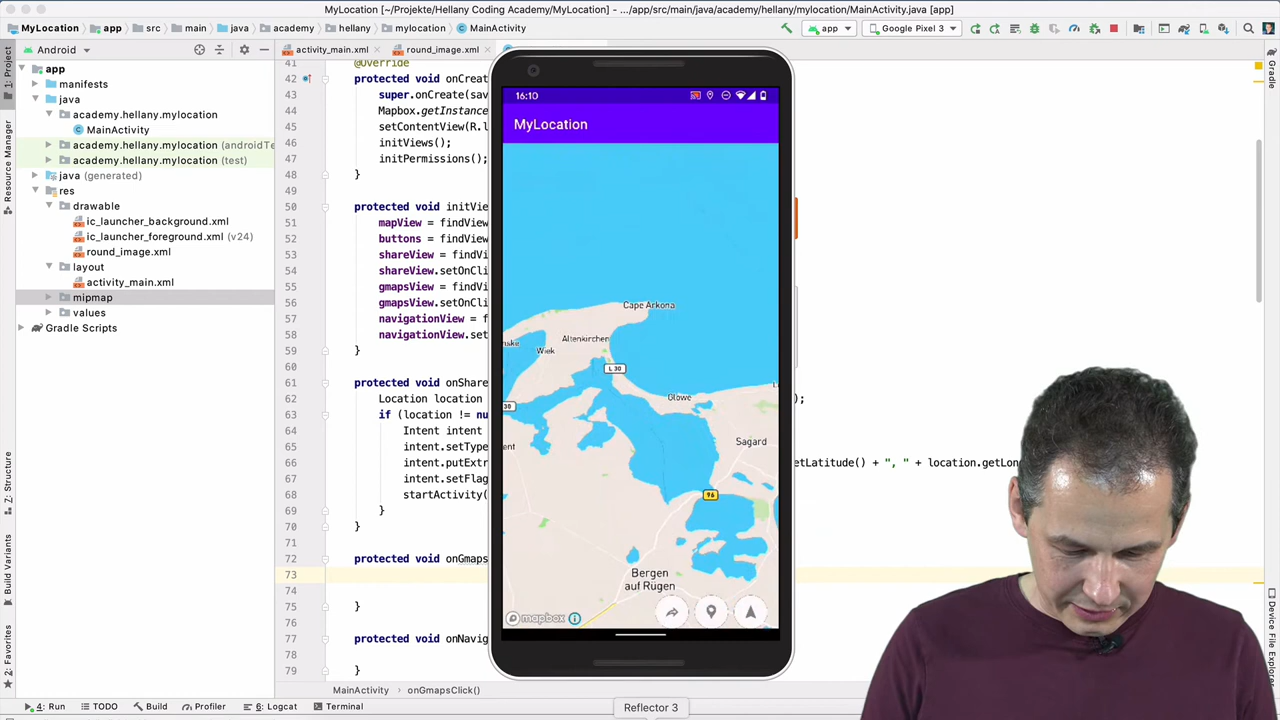 MyLocation [~/Projekte/Hellany Coding Academy/MyLocation] - .../app/src/main/java/academy/hellany/mylocation/MainActivity.java [app]
MyLocation app src main java academy hellany mylocation MainActivity
app Google Pixel 3
Android
activity_main.xml
round_image.xml
1: Project
Resource Manager
7: Structure
Build Variants
2: Favorites
app
manifests
java
academy.hellany.mylocation
MainActivity
academy.hellany.mylocation (androidTe
academy.hellany.mylocation (test)
java (generated)
res
drawable
ic_launcher_background.xml
ic_launcher_foreground.xml (v24)
round_image.xml
layout
activity_main.xml
mipmap
values
Gradle Scripts
41 @Override
42 protected void onCrea
43 super.onCreate(sav
44 Mapbox.getInstance
45 setContentView(R.l
46 initViews();
47 initPermissions();
48 }
49
50 protected void initVie
51 mapView = findView
52 buttons = findView
53 shareView = findVi
54 shareView.setOnCli
55 gmapsView = findVi
56 gmapsView.setOnCli
57 navigationView = f
58 navigationView.set
59 }
60
61 protected void onShare
62 Location location );
63 if (location != nu
64 Intent intent
65 intent.setType
66 intent.putExtr etLatitude() + ", " + location.getLon
67 intent.setFlag
68 startActivity(
69 }
70 }
71
72 protected void onGmaps
73
74
75 }
76
77 protected void onNavig
78
79 }
16:10
MyLocation
Cape Arkona
Altenkirchen
Wiek
L 30
Glowe
30
Sagard
96
Bergen
auf Rügen
mapbox
Gradle
Device File Explorer
MainActivity onGmapsClick()
4: Run TODO Build Profiler 6: Logcat Terminal
Reflector 3